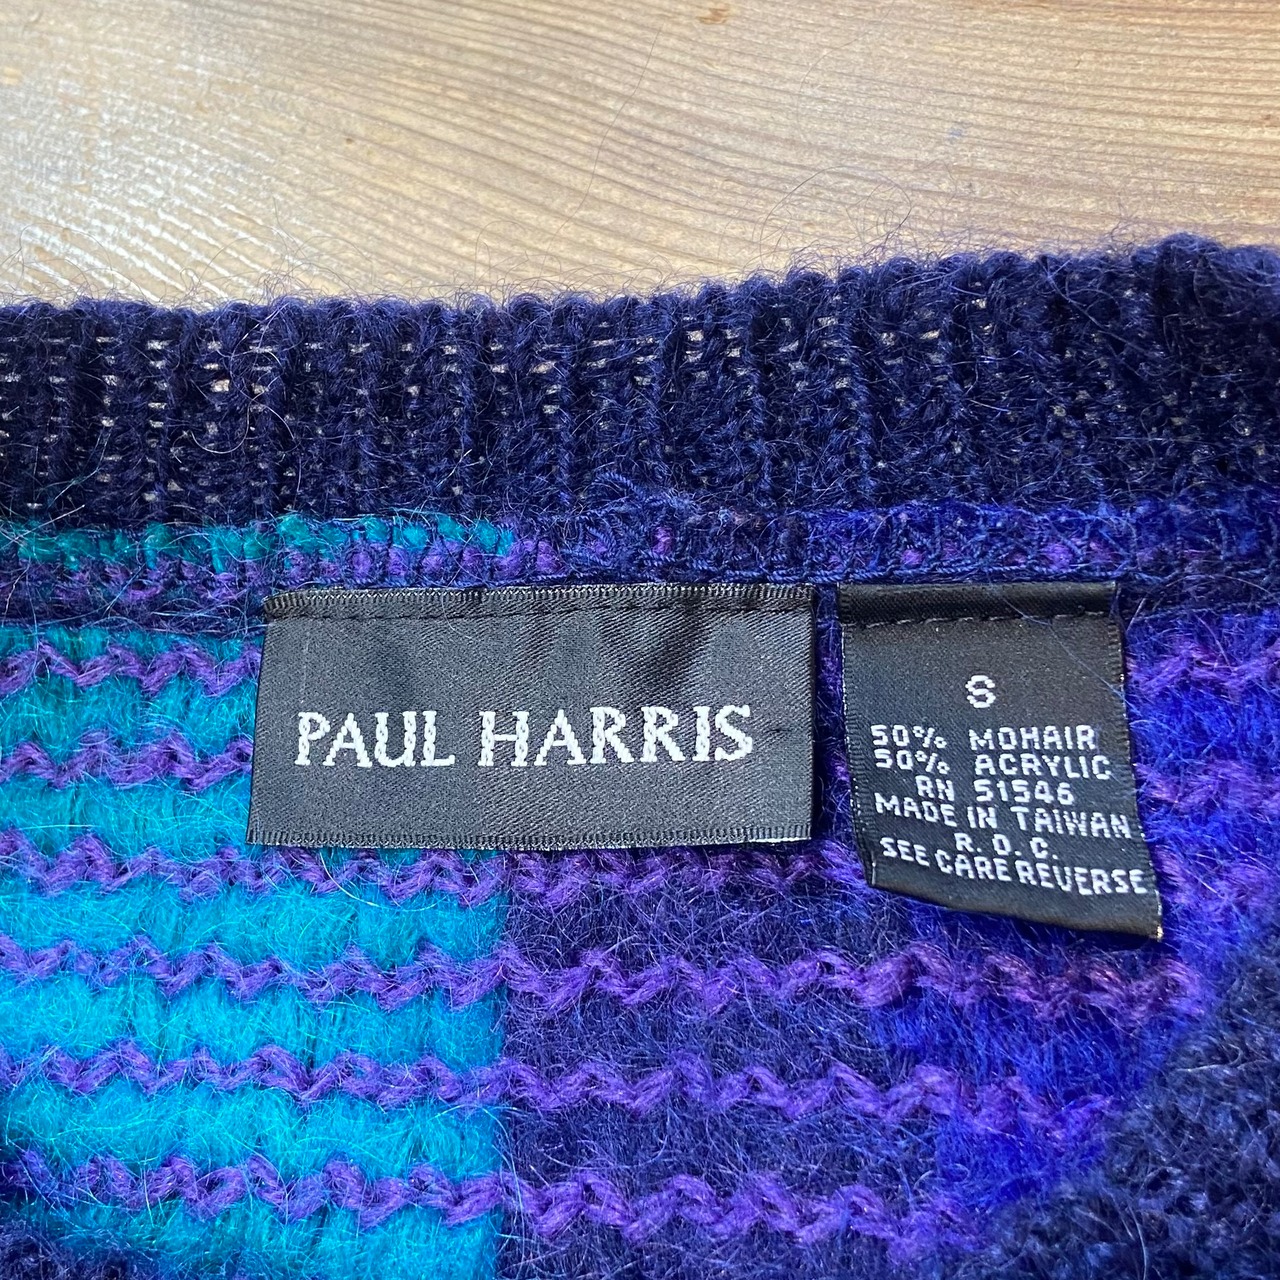 PAUL HARRIS
S
50% MOHAIR
50% ACRYLIC
RN 51546
MADE IN TAIWAN
R.O.C.
SEE CARE REVERSE